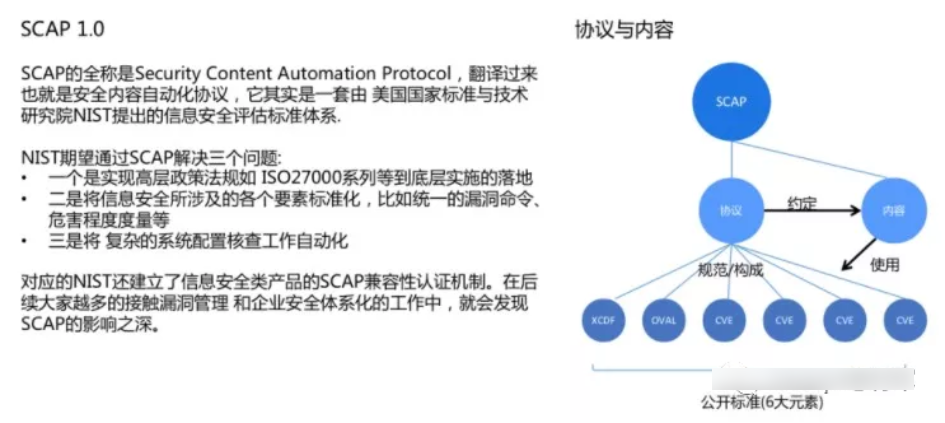 SCAP 1.0
SCAP的全称是Security Content Automation Protocol，翻译过来
也就是安全内容自动化协议，它其实是一套由 美国国家标准与技术
研究院NIST提出的信息安全评估标准体系.
NIST期望通过SCAP解决三个问题:
• 一个是实现高层政策法规如 ISO27000系列等到底层实施的落地
• 二是将信息安全所涉及的各个要素标准化，比如统一的漏洞命令、
危害程度度量等
• 三是将 复杂的系统配置核查工作自动化
对应的NIST还建立了信息安全类产品的SCAP兼容性认证机制。在后
续大家越多的接触漏洞管理 和企业安全体系化的工作中，就会发现
SCAP的影响之深。
协议与内容
SCAP
协议
约定
内容
使用
规范/构成
XCDF
OVAL
CVE
CVE
CVE
CVE
公开标准(6大元素)